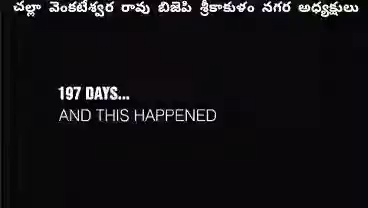 చల్లా వెంకటేశ్వర రావు బిజెపి శ్రీకాకుళం నగర అధ్యక్షులు
197 DAYS...
AND THIS HAPPENED